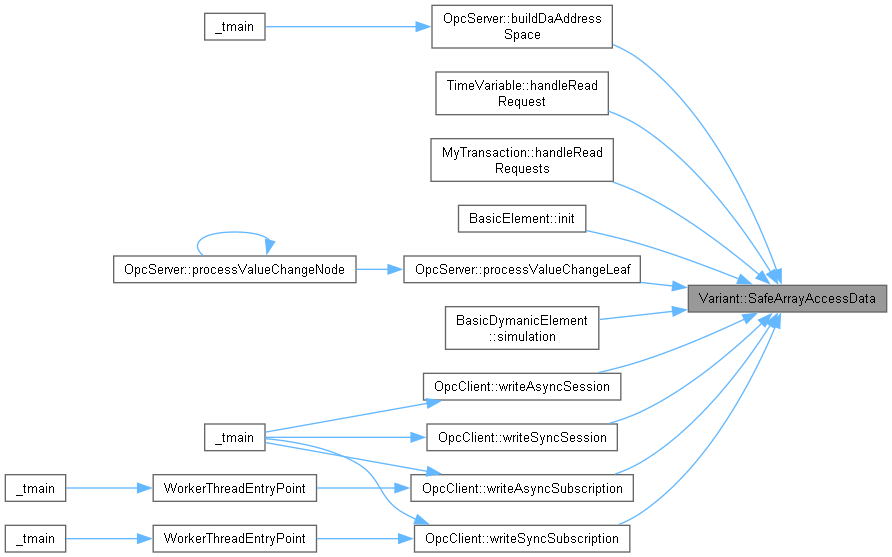 _tmain
OpcServer::buildDaAddress
Space
TimeVariable::handleRead
Request
MyTransaction::handleRead
Requests
BasicElement::init
OpcServer::processValueChangeNode
OpcServer::processValueChangeLeaf
Variant::SafeArrayAccessData
BasicDymanicElement
::simulation
OpcClient::writeAsyncSession
_tmain
OpcClient::writeSyncSession
_tmain
WorkerThreadEntryPoint
OpcClient::writeAsyncSubscription
_tmain
WorkerThreadEntryPoint
OpcClient::writeSyncSubscription